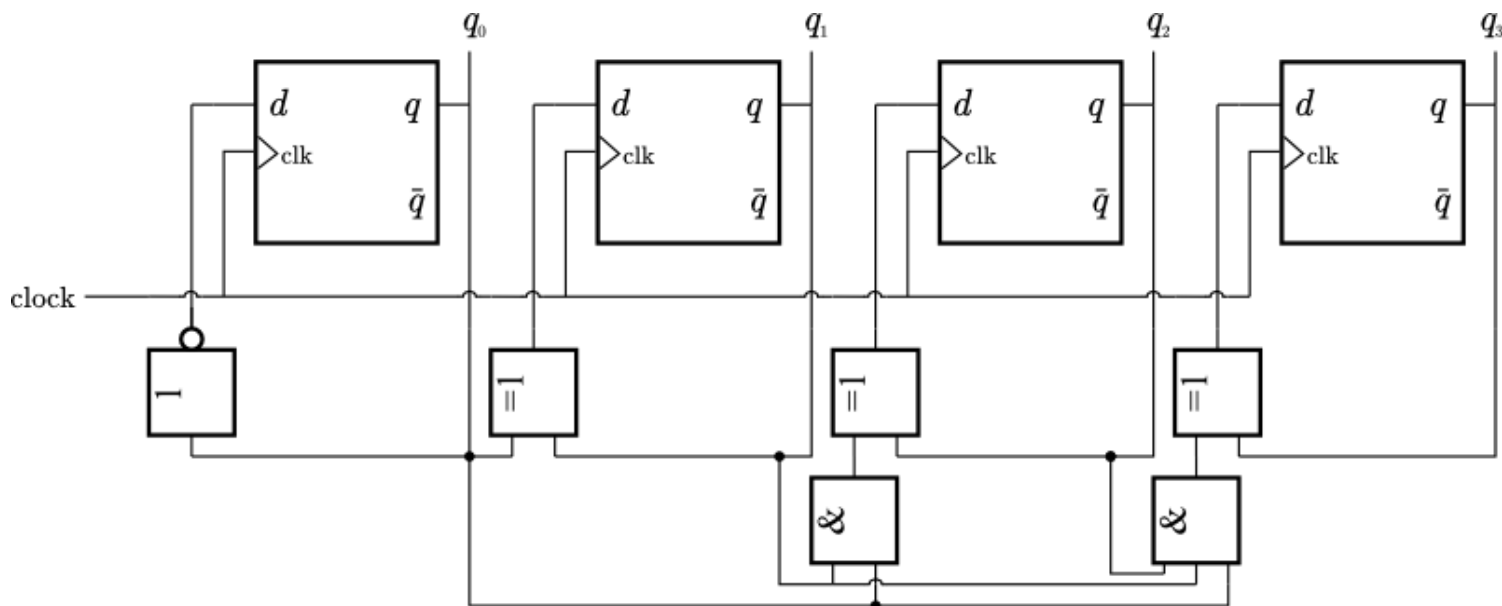 q₀ q₁ q₂ q₃
d q d q d q d q
clk clk clk clk
q̄ q̄ q̄ q̄
clock
1 =1 =1 =1
& &